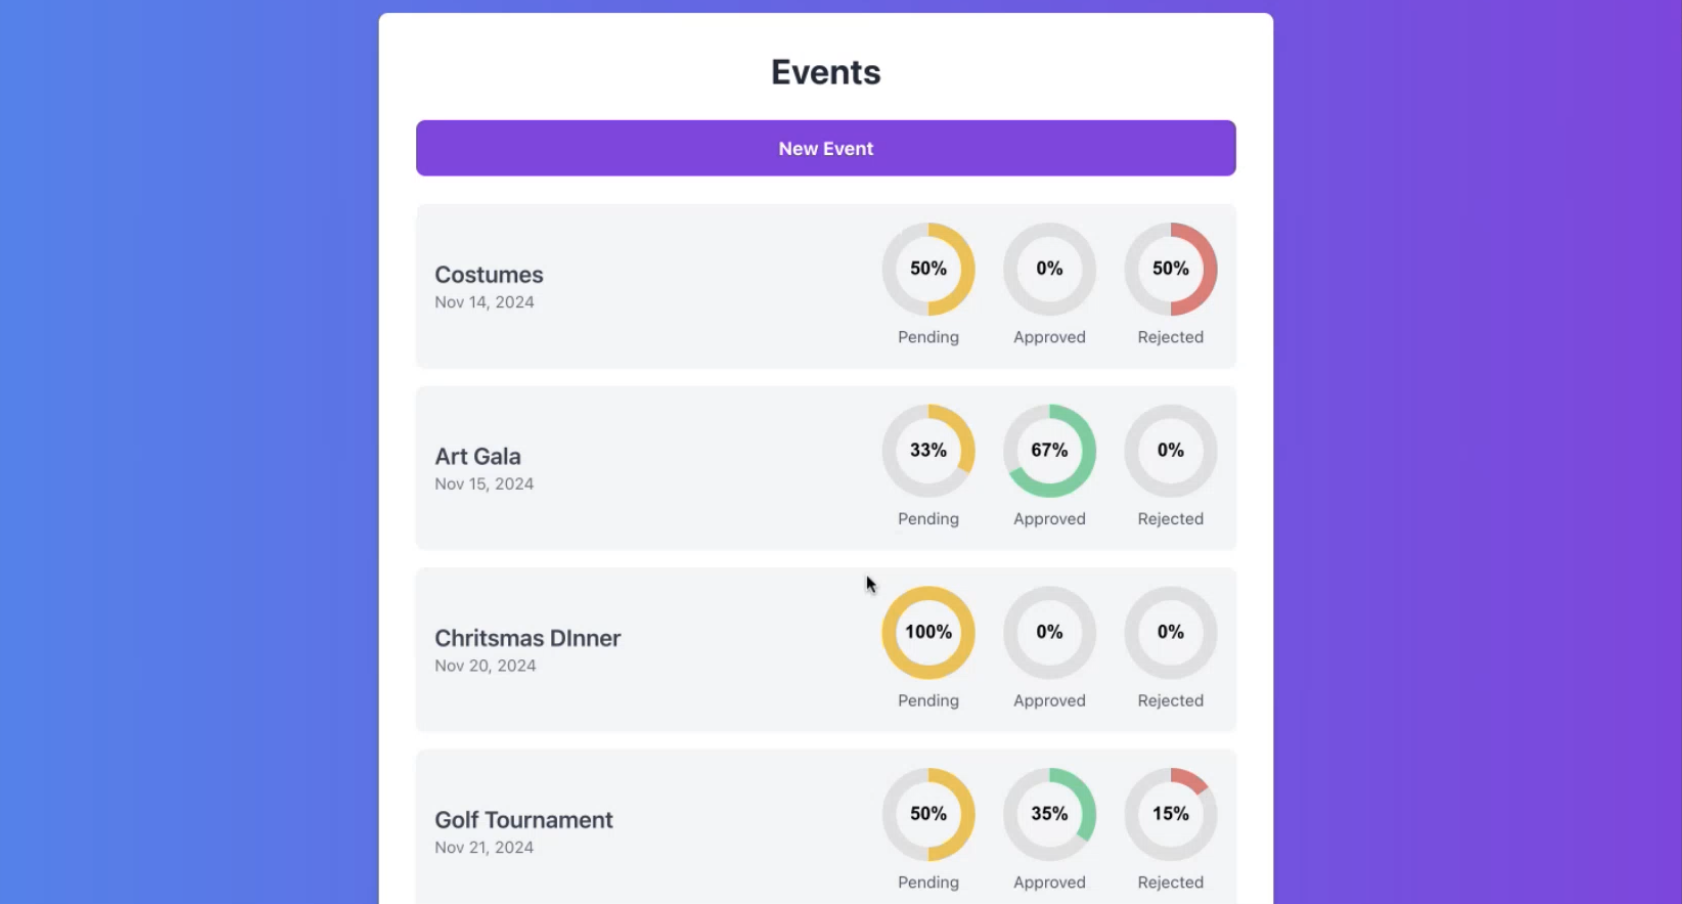 Events
New Event
Costumes
Nov 14, 2024
50%
0%
50%
Pending
Approved
Rejected
Art Gala
Nov 15, 2024
33%
67%
0%
Pending
Approved
Rejected
Chritsmas DInner
Nov 20, 2024
100%
0%
0%
Pending
Approved
Rejected
Golf Tournament
Nov 21, 2024
50%
35%
15%
Pending
Approved
Rejected